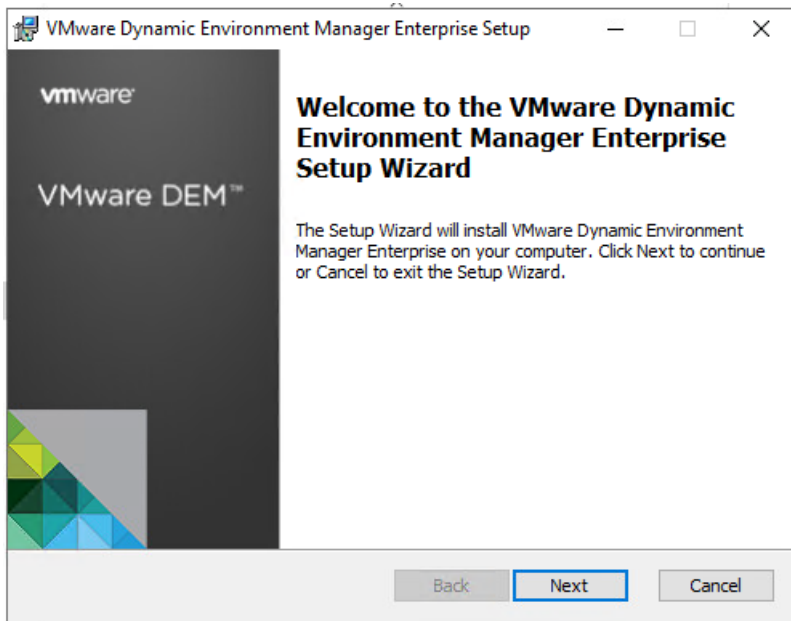 VMware Dynamic Environment Manager Enterprise Setup
vmware
VMware DEM™
Welcome to the VMware Dynamic
Environment Manager Enterprise
Setup Wizard
The Setup Wizard will install VMware Dynamic Environment
Manager Enterprise on your computer. Click Next to continue
or Cancel to exit the Setup Wizard.
Back
Next
Cancel